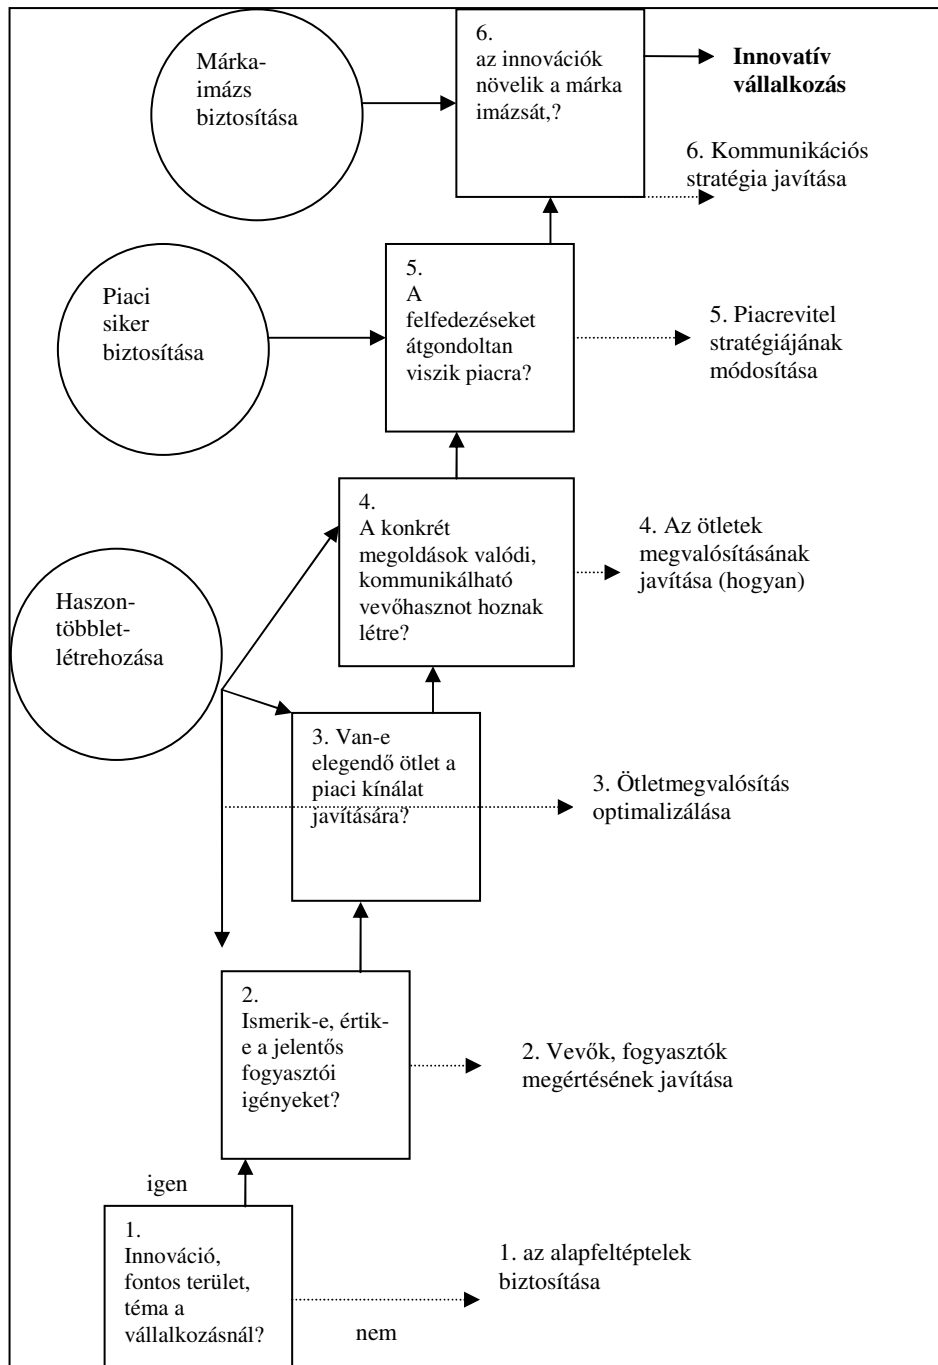 Márka-
imázs
biztosítása
6.
az innovációk
növelik a márka
imázsát,?
Innovatív
vállalkozás
6. Kommunikációs
stratégia javítása
Piaci
siker
biztosítása
5.
A
felfedezéseket
átgondoltan
viszik piacra?
5. Piacrevitel
stratégiájának
módosítása
4.
A konkrét
megoldások valódi,
kommunikálható
vevőhasznot hoznak
létre?
4. Az ötletek
megvalósításának
javítása (hogyan)
Haszon-
többlet-
létrehozása
3. Van-e
elegendő ötlet a
piaci kínálat
javítására?
3. Ötletmegvalósítás
optimalizálása
2.
Ismerik-e, értik-
e a jelentős
fogyasztói
igényeket?
2. Vevők, fogyasztók
megértésének javítása
igen
1.
Innováció,
fontos terület,
téma a
vállalkozásnál?
1. az alapfeltéptelek
biztosítása
nem